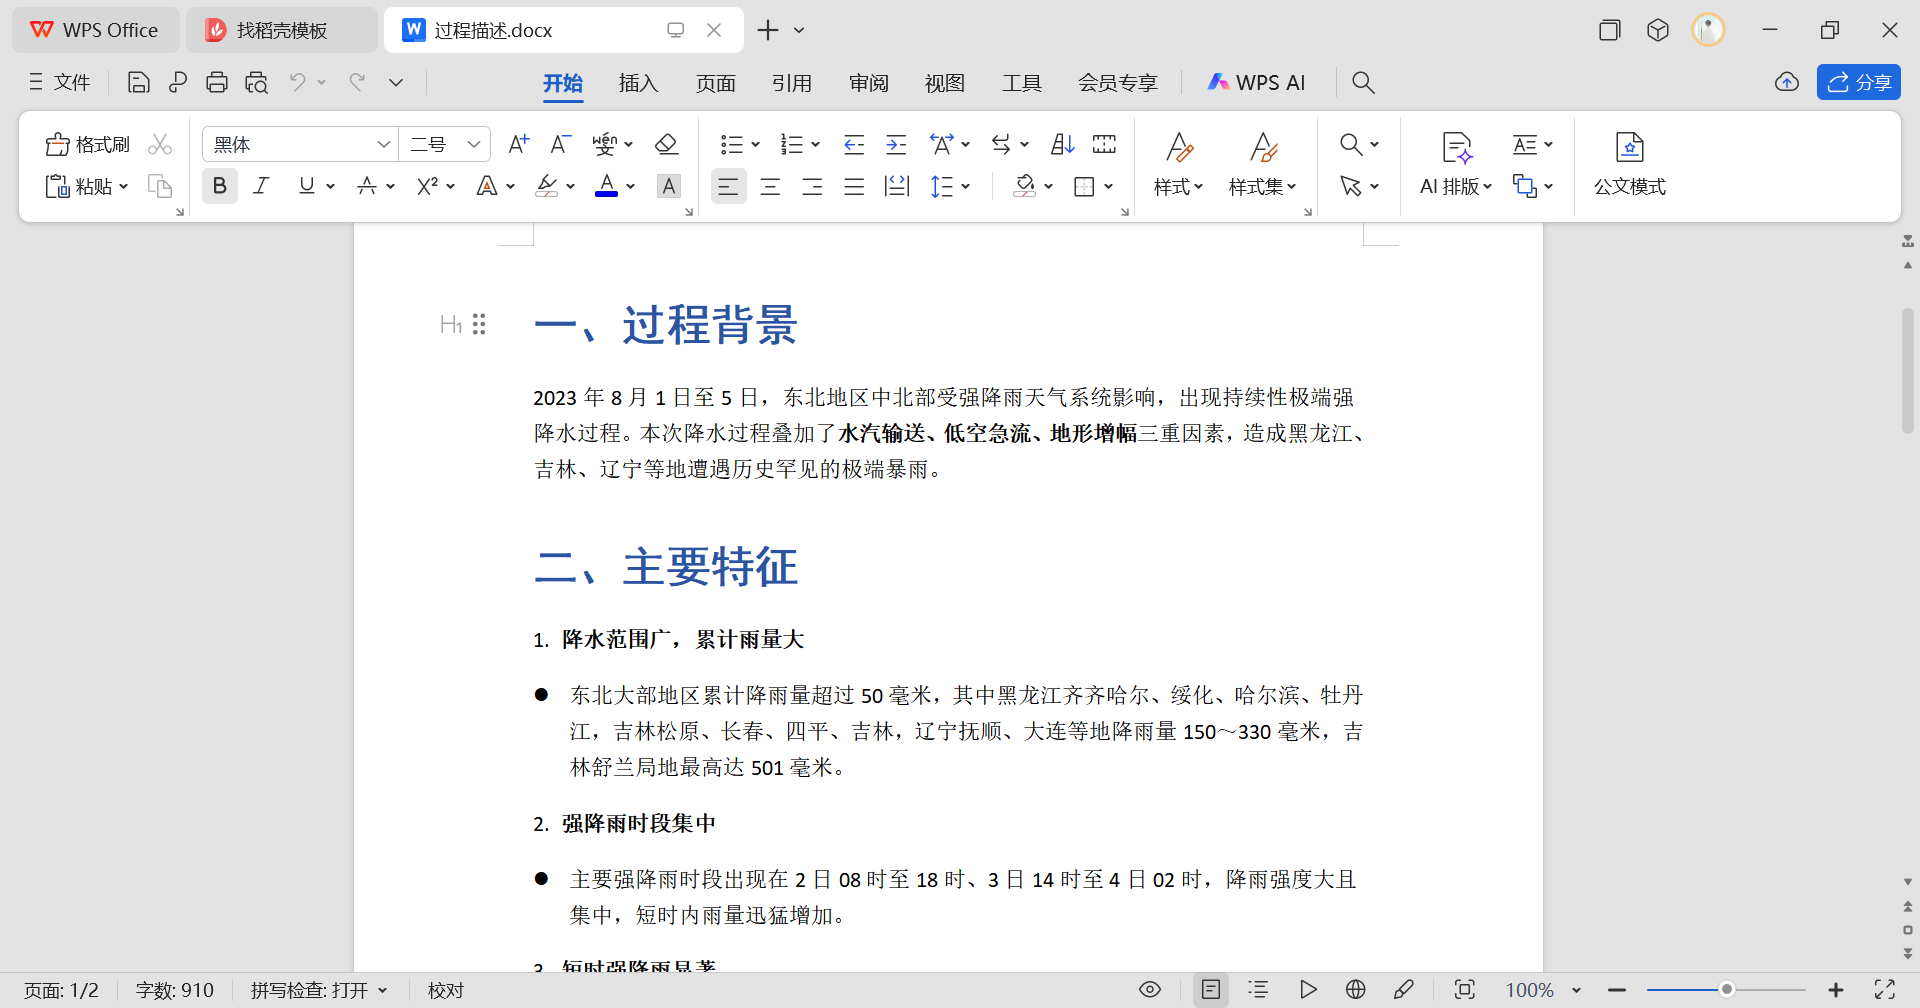 WPS Office 找稻壳模板 过程描述.docx
文件 开始 插入 页面 引用 审阅 视图 工具 会员专享 WPS AI 分享
格式刷 黑体 二号 A+ A− wén 变
粘贴 B I U A X² A A A 样式 样式集 AI 排版 公文模式
H1 一、过程背景
2023 年 8 月 1 日至 5 日，东北地区中北部受强降雨天气系统影响，出现持续性极端强
降水过程。本次降水过程叠加了水汽输送、低空急流、地形增幅三重因素，造成黑龙江、
吉林、辽宁等地遭遇历史罕见的极端暴雨。
二、主要特征
1. 降水范围广，累计雨量大
● 东北大部地区累计降雨量超过 50 毫米，其中黑龙江齐齐哈尔、绥化、哈尔滨、牡丹
江，吉林松原、长春、四平、吉林，辽宁抚顺、大连等地降雨量 150～330 毫米，吉
林舒兰局地最高达 501 毫米。
2. 强降雨时段集中
● 主要强降雨时段出现在 2 日 08 时至 18 时、3 日 14 时至 4 日 02 时，降雨强度大且
集中，短时内雨量迅猛增加。
3. 短时强降雨显著
页面: 1/2 字数: 910 拼写检查: 打开 校对 100%